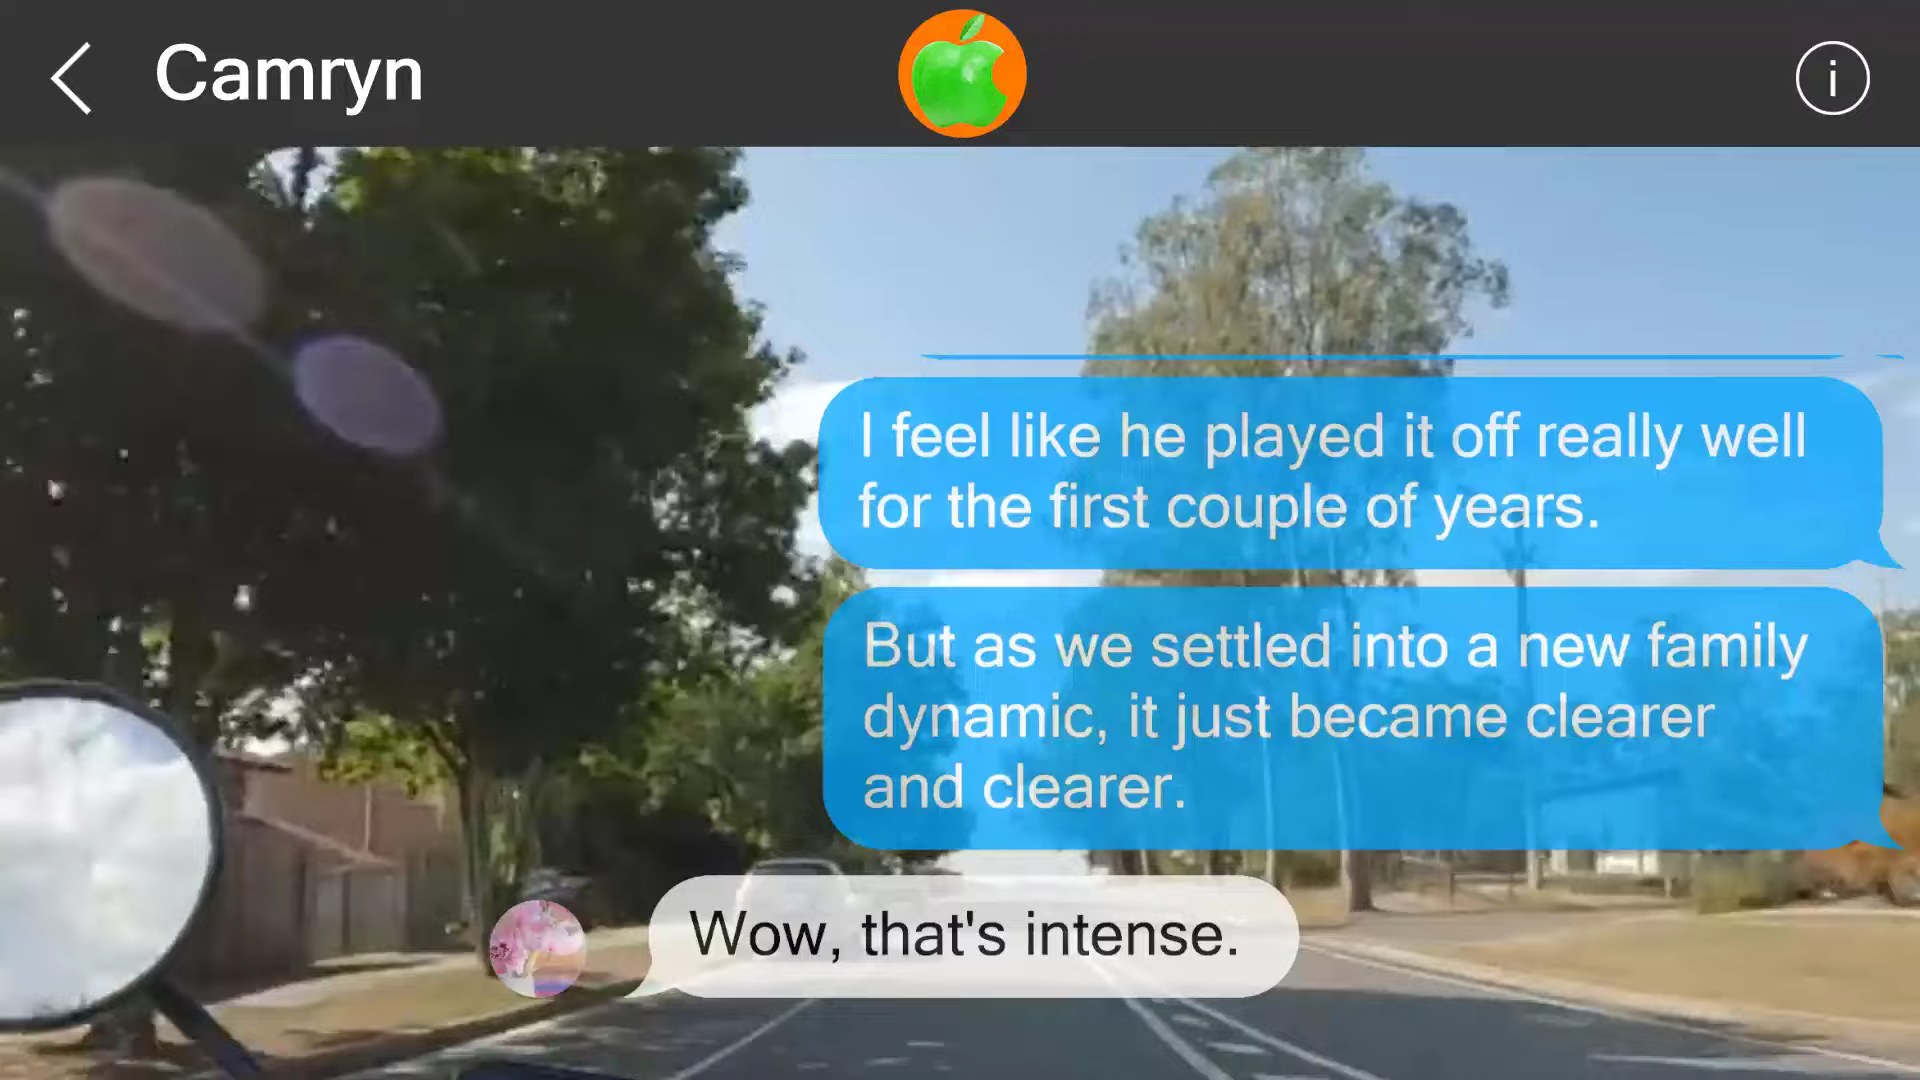 Camryn
i
I feel like he played it off really well
for the first couple of years.
But as we settled into a new family
dynamic, it just became clearer
and clearer.
Wow, that's intense.